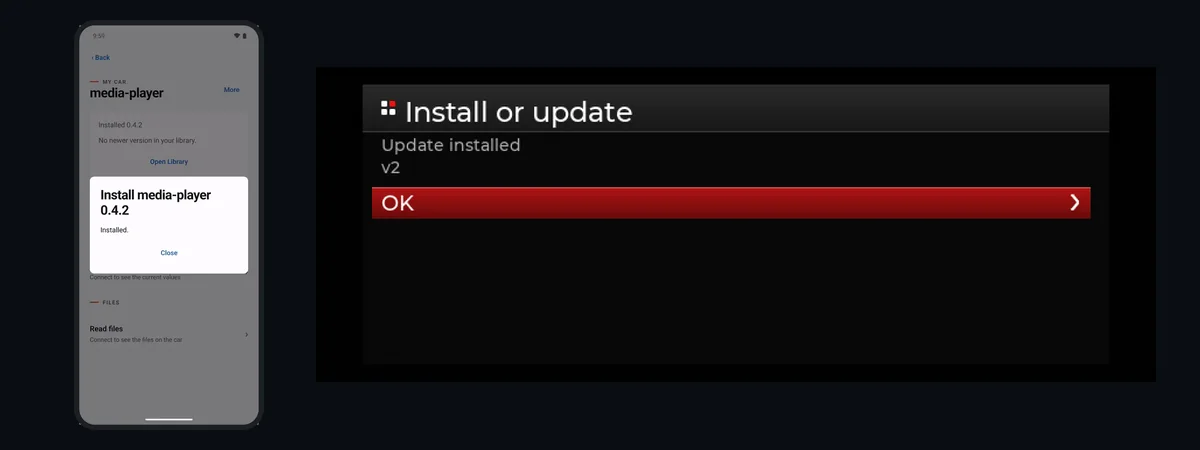 9:59
‹ Back
MY CAR
media-player
More
Installed 0.4.2
No newer version in your library.
Open Library
Install media-player
0.4.2
Installed.
Close
Connect to see the current values
FILES
Read files
Connect to see the files on the car
Install or update
Update installed
v2
OK